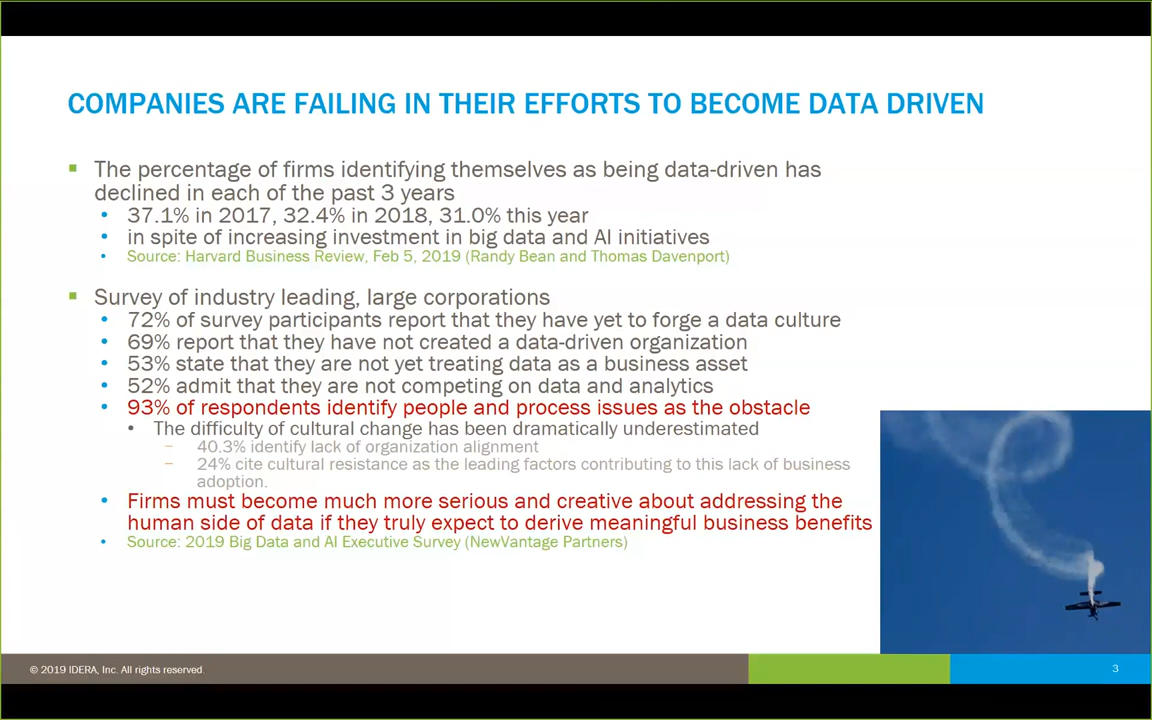 COMPANIES ARE FAILING IN THEIR EFFORTS TO BECOME DATA DRIVEN
The percentage of firms identifying themselves as being data-driven has
declined in each of the past 3 years
37.1% in 2017, 32.4% in 2018, 31.0% this year
in spite of increasing investment in big data and AI initiatives
Source: Harvard Business Review, Feb 5, 2019 (Randy Bean and Thomas Davenport)
Survey of industry leading, large corporations
72% of survey participants report that they have yet to forge a data culture
69% report that they have not created a data-driven organization
53% state that they are not yet treating data as a business asset
52% admit that they are not competing on data and analytics
93% of respondents identify people and process issues as the obstacle
The difficulty of cultural change has been dramatically underestimated
40.3% identify lack of organization alignment
24% cite cultural resistance as the leading factors contributing to this lack of business
adoption.
Firms must become much more serious and creative about addressing the
human side of data if they truly expect to derive meaningful business benefits
Source: 2019 Big Data and AI Executive Survey (NewVantage Partners)
© 2019 IDERA, Inc. All rights reserved.
3